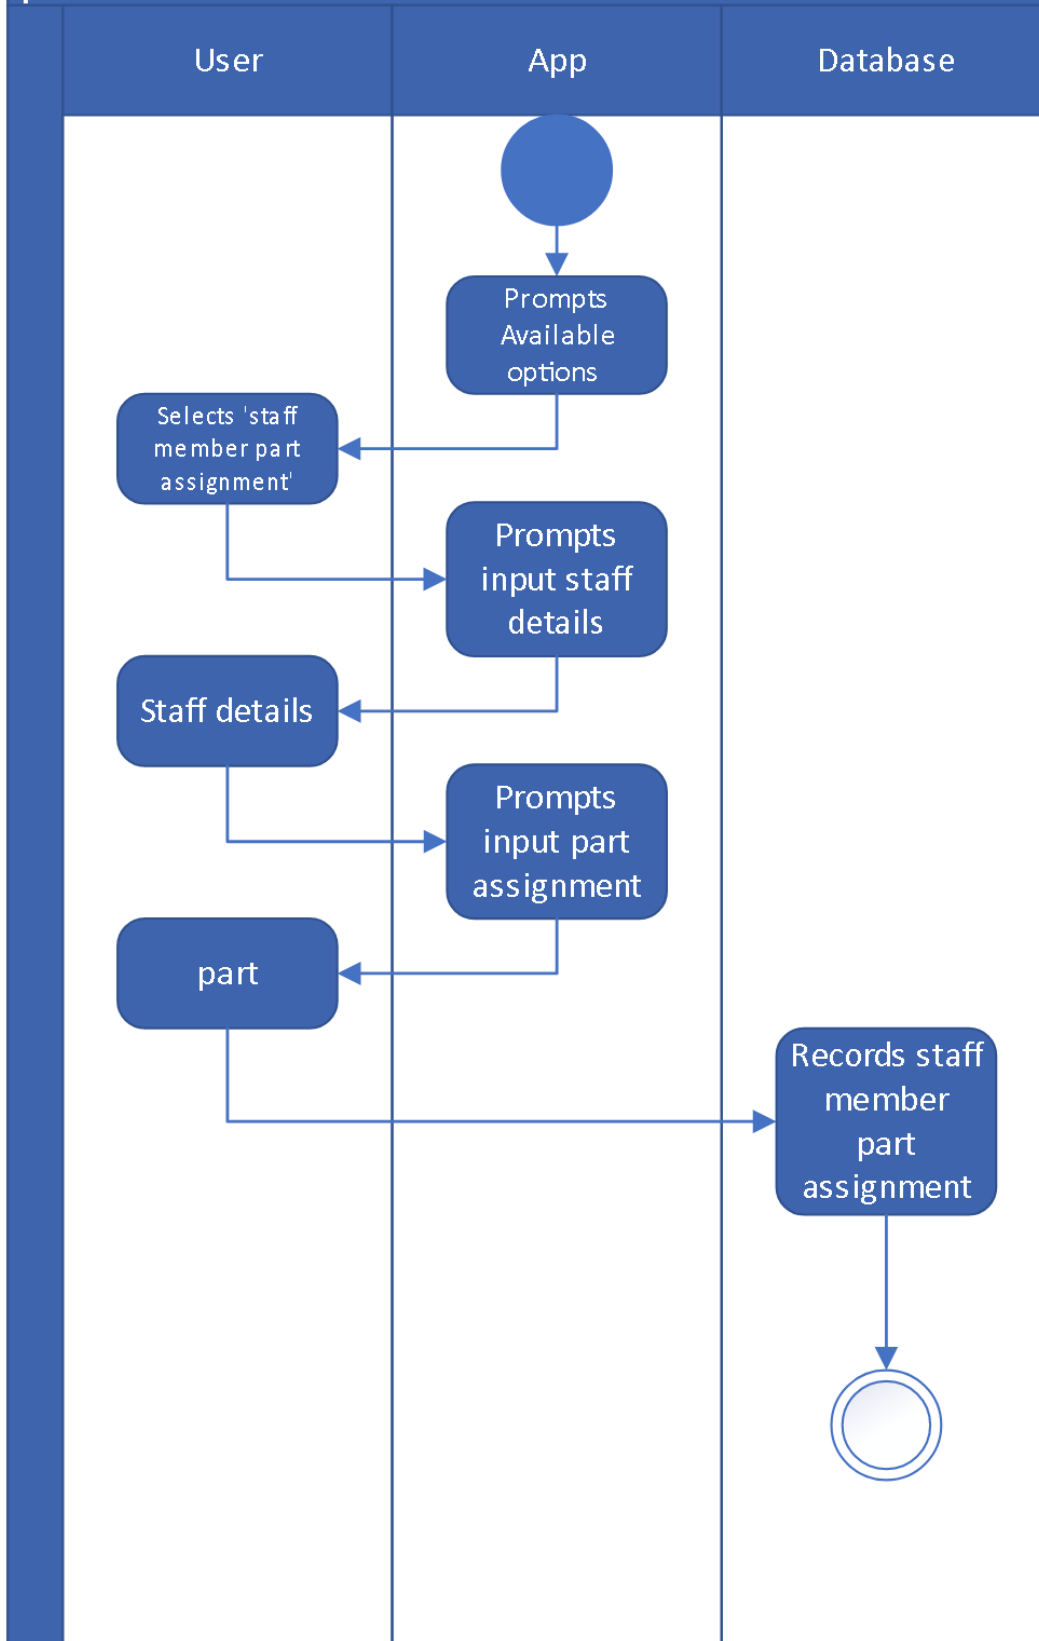 User
App
Database
Prompts
Available
options
Selects 'staff
member part
assignment'
Prompts
input staff
details
Staff details
Prompts
input part
assignment
part
Records staff
member
part
assignment